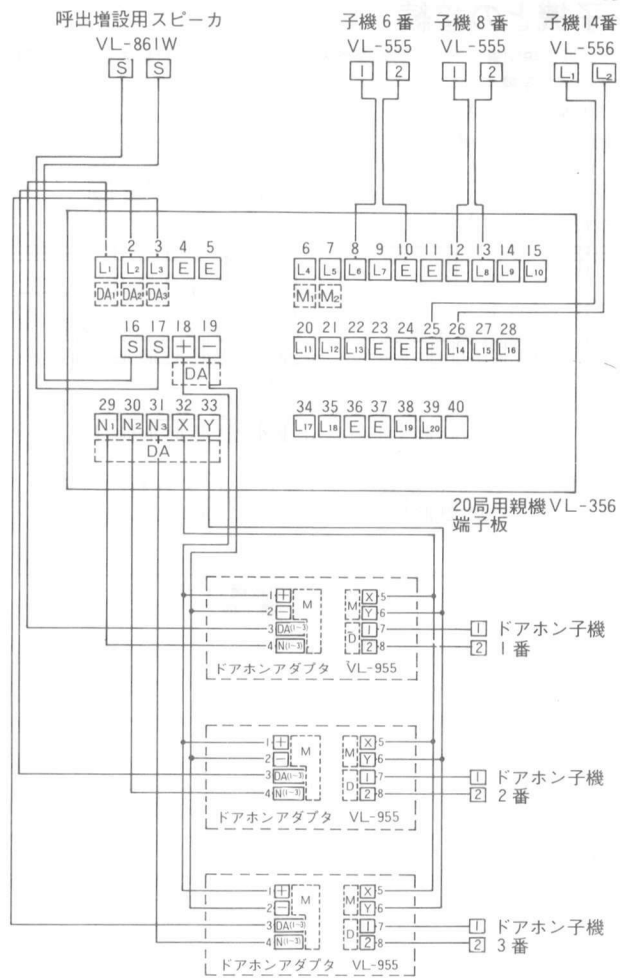 呼出増設用スピーカ
VL-861W
S S
子機6番
VL-555
1 2
子機8番
VL-555
1 2
子機14番
VL-556
L1 L2
1 2 3 4 5
L1 L2 L3 E E
DA1 DA2 DA3
6 7 8 9 10 11 12 13 14 15
L4 L5 L6 L7 E E E L8 L9 L10
M1 M2
16 17 18 19
S S + −
DA
20 21 22 23 24 25 26 27 28
L11 L12 L13 E E E L14 L15 L16
29 30 31 32 33
N1 N2 N3 X Y
DA
34 35 36 37 38 39 40
L17 L18 E E L19 L20
20局用親機VL-356
端子板
1 + M M X 5
2 − Y 6
3 DA(1~3) D 1 7
4 N(1~3) 2 8
ドアホンアダプタ VL-955
1 ドアホン子機
2 1番
1 + M M X 5
2 − Y 6
3 DA(1~3) D 1 7
4 N(1~3) 2 8
ドアホンアダプタ VL-955
1 ドアホン子機
2 2番
1 + M M X 5
2 − Y 6
3 DA(1~3) D 1 7
4 N(1~3) 2 8
ドアホンアダプタ VL-955
1 ドアホン子機
2 3番